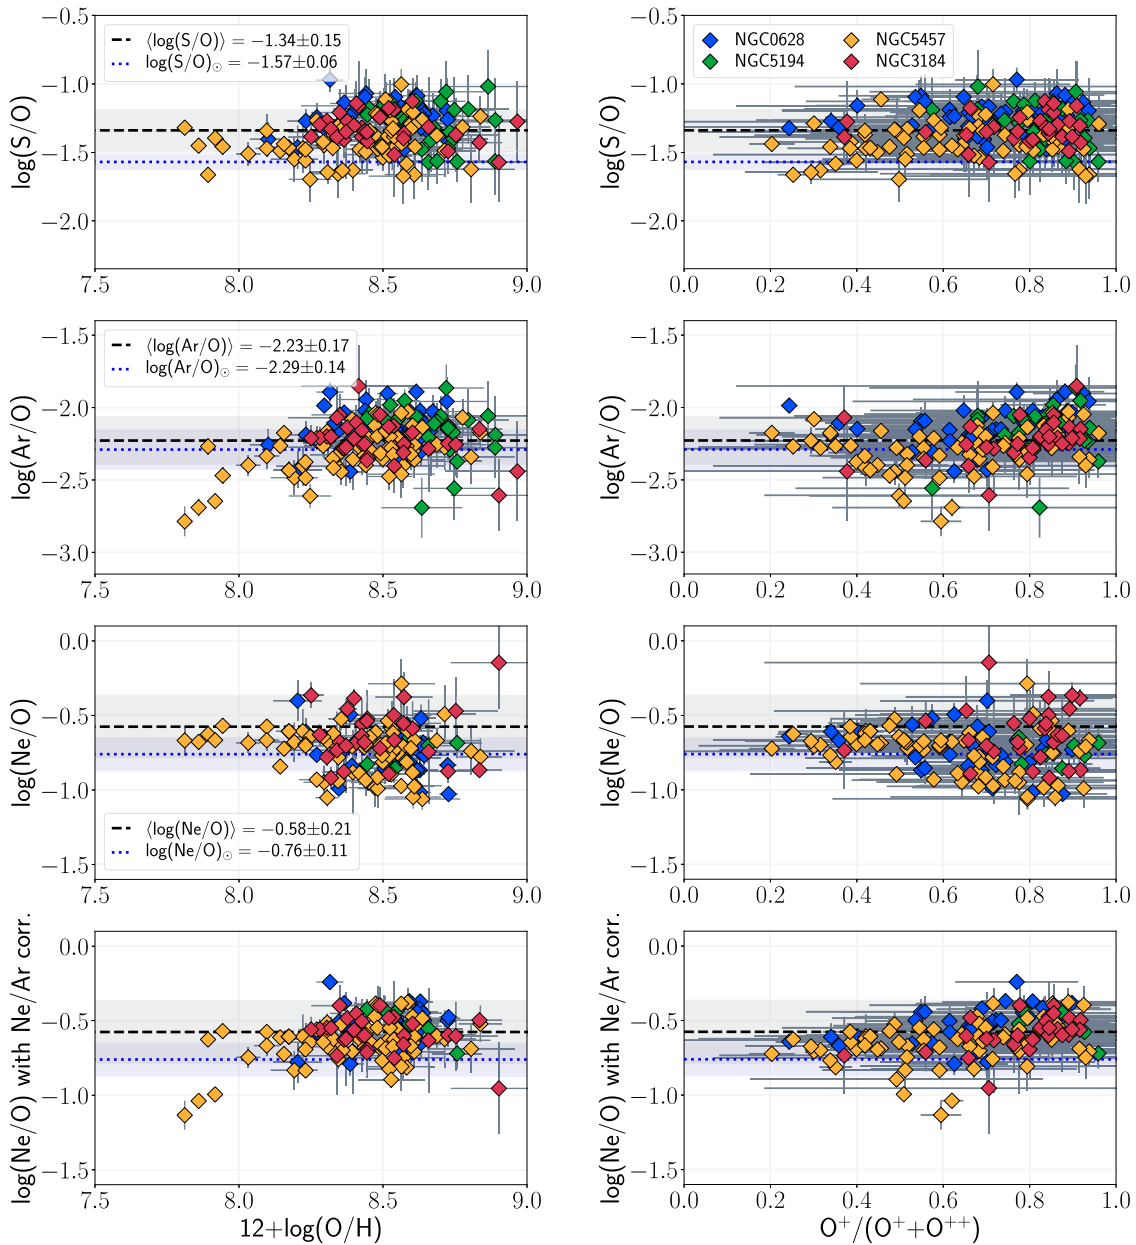 −0.5
−1.0
−1.5
−2.0
log(S/O)
⟨log(S/O)⟩ = −1.34±0.15
log(S/O)☉ = −1.57±0.06
7.5 8.0 8.5 9.0
−0.5
−1.0
−1.5
−2.0
log(S/O)
NGC0628 NGC5457
NGC5194 NGC3184
0.0 0.2 0.4 0.6 0.8 1.0
−1.5
−2.0
−2.5
−3.0
log(Ar/O)
⟨log(Ar/O)⟩ = −2.23±0.17
log(Ar/O)☉ = −2.29±0.14
7.5 8.0 8.5 9.0
−1.5
−2.0
−2.5
−3.0
log(Ar/O)
0.0 0.2 0.4 0.6 0.8 1.0
0.0
−0.5
−1.0
−1.5
log(Ne/O)
⟨log(Ne/O)⟩ = −0.58±0.21
log(Ne/O)☉ = −0.76±0.11
7.5 8.0 8.5 9.0
0.0
−0.5
−1.0
−1.5
log(Ne/O)
0.0 0.2 0.4 0.6 0.8 1.0
0.0
−0.5
−1.0
−1.5
log(Ne/O) with Ne/Ar corr.
7.5 8.0 8.5 9.0
12+log(O/H)
0.0
−0.5
−1.0
−1.5
log(Ne/O) with Ne/Ar corr.
0.0 0.2 0.4 0.6 0.8 1.0
O⁺/(O⁺+O⁺⁺)